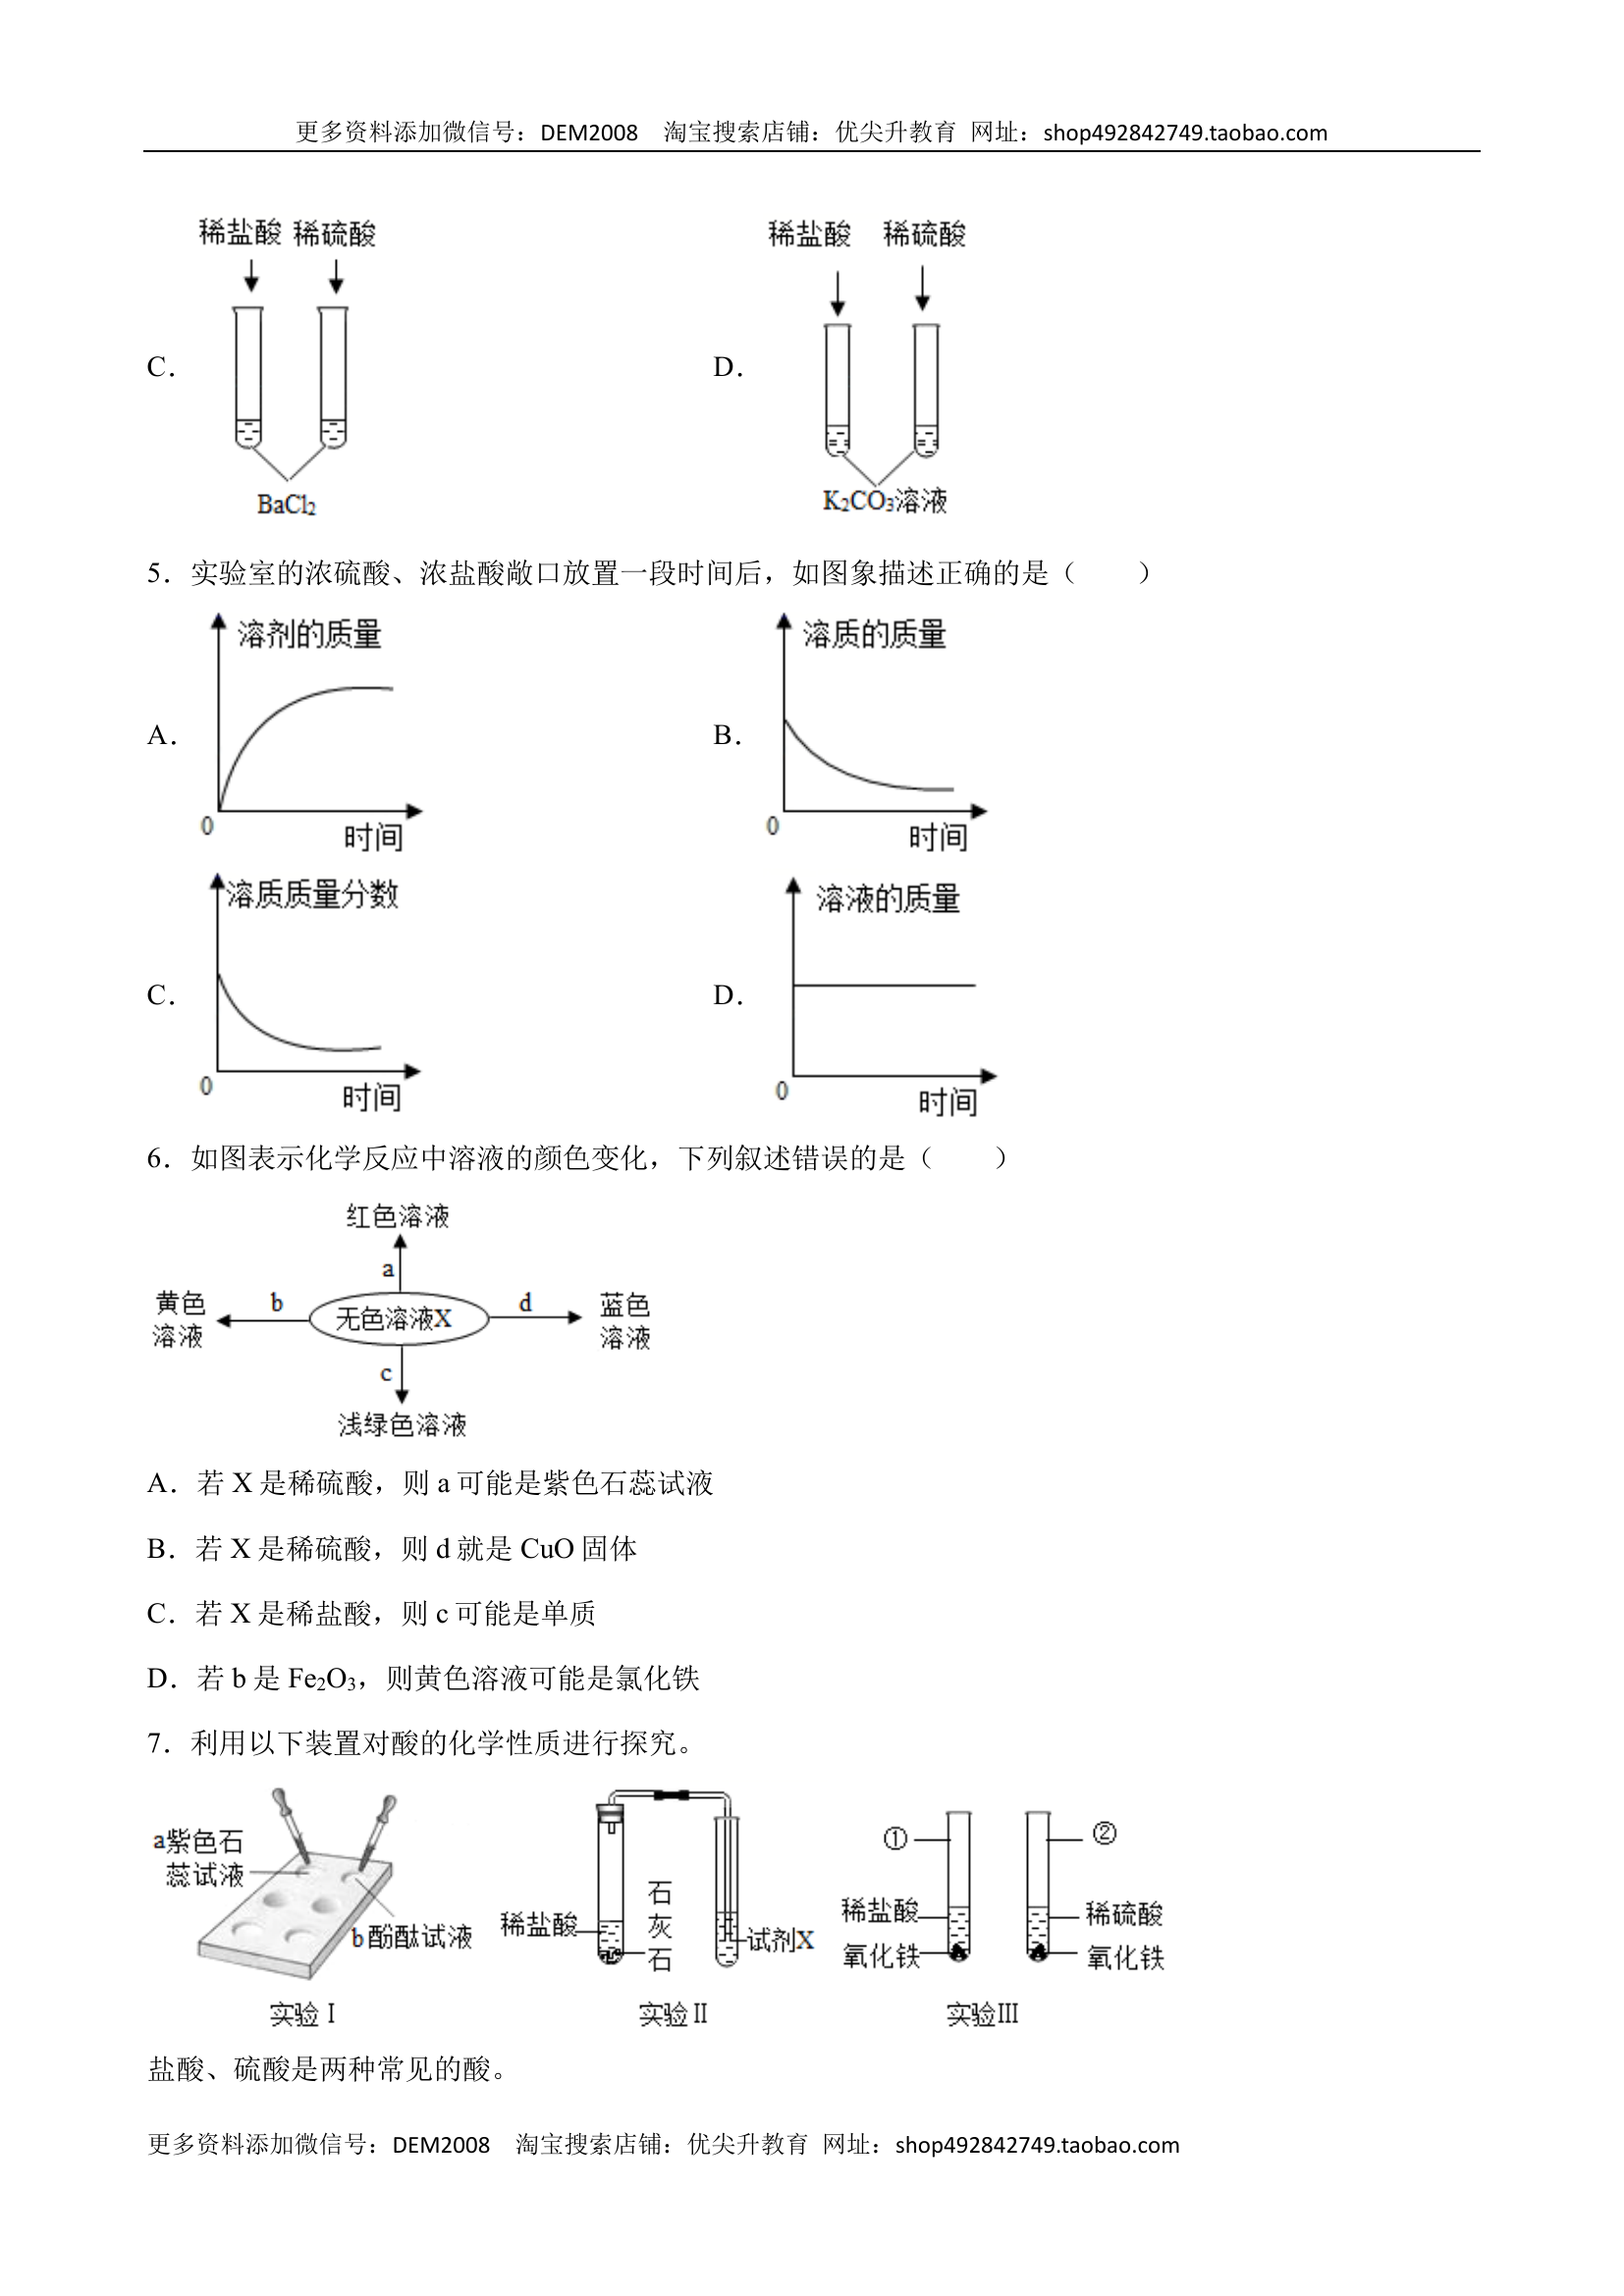 更多资料添加微信号：DEM2008 淘宝搜索店铺：优尖升教育 网址：shop492842749.taobao.com
稀盐酸 稀硫酸 稀盐酸 稀硫酸
C． D．
BaCl₂ K₂CO₃溶液
5．实验室的浓硫酸、浓盐酸敞口放置一段时间后，如图象描述正确的是（ ）
溶剂的质量 溶质的质量
A． B．
0 时间 0 时间
溶质质量分数 溶液的质量
C． D．
0 时间 0 时间
6．如图表示化学反应中溶液的颜色变化，下列叙述错误的是（ ）
红色溶液
a
黄色溶液 b 无色溶液X d 蓝色溶液
c
浅绿色溶液
A．若 X 是稀硫酸，则 a 可能是紫色石蕊试液
B．若 X 是稀硫酸，则 d 就是 CuO 固体
C．若 X 是稀盐酸，则 c 可能是单质
D．若 b 是 Fe₂O₃，则黄色溶液可能是氯化铁
7．利用以下装置对酸的化学性质进行探究。
a紫色石蕊试液 b酚酞试液
稀盐酸 石灰石 试剂X
① ②
稀盐酸 稀硫酸
氧化铁 氧化铁
实验Ⅰ 实验Ⅱ 实验Ⅲ
盐酸、硫酸是两种常见的酸。
更多资料添加微信号：DEM2008 淘宝搜索店铺：优尖升教育 网址：shop492842749.taobao.com